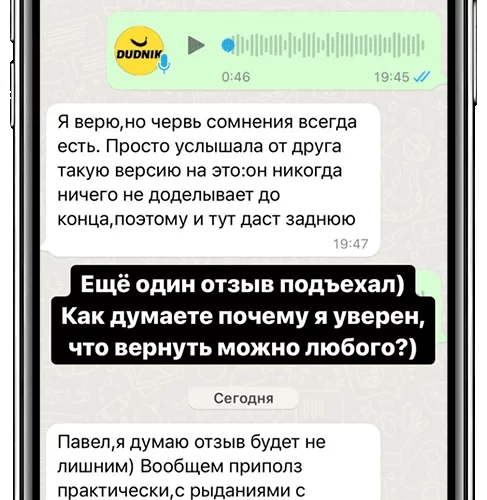 DUDNIK
0:46
19:45
Я верю,но червь сомнения всегда
есть. Просто услышала от друга
такую версию на это:он никогда
ничего не доделывает до
конца,поэтому и тут даст заднюю
19:47
Ещё один отзыв подъехал)
Как думаете почему я уверен,
что вернуть можно любого?)
Сегодня
Павел,я думаю отзыв будет не
лишним) Вообщем приполз
практически,с рыданиями с